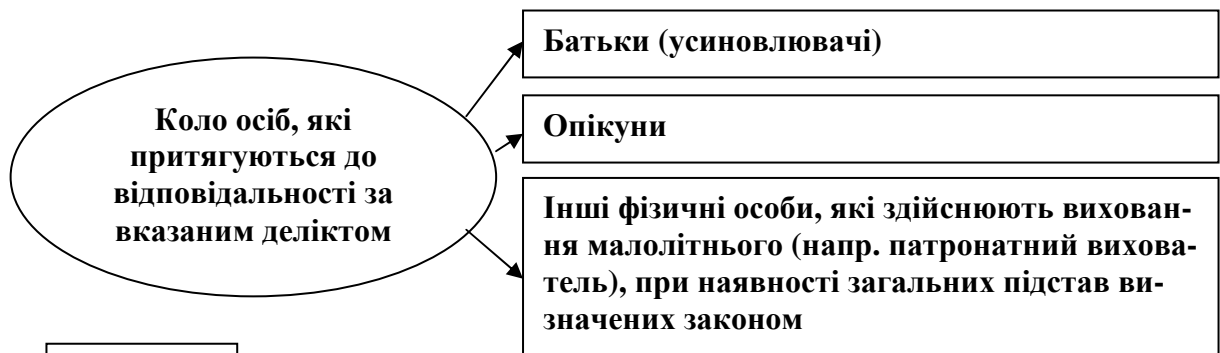 Коло осіб, які
притягуються до
відповідальності за
вказаним деліктом
Батьки (усиновлювачі)
Опікуни
Інші фізичні особи, які здійснюють вихован-
ня малолітнього (напр. патронатний вихова-
тель), при наявності загальних підстав ви-
значених законом